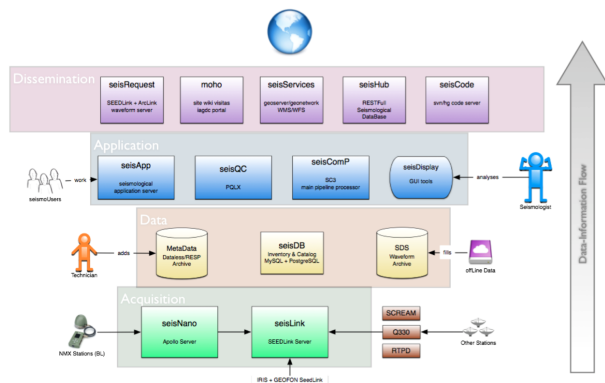 Dissemination
seisRequest
SEEDLink + ArcLink
waveform server
moho
site wiki visitas
iagdc portal
seisServices
geoserver/geonetwork
WMS/WFS
seisHub
RESTFull
Seismological
DataBase
seisCode
svn/hg code server
Application
seismoUsers
work
seisApp
seismological
application server
seisQC
PQLX
seisComP
SC3
main pipeline processor
seisDisplay
GUI tools
analyses
Seismologist
Data
Technician
adds
MetaData
Dataless/RESP
Archive
seisDB
Inventory & Catalog
MySQL + PostgreSQL
SDS
Waveform
Archive
fills
offLine Data
Acquisition
NMX Stations (BL)
seisNano
Apollo Server
seisLink
SEEDLink Server
SCREAM
Q330
RTPD
Other Stations
IRIS + GEOFON SeedLink
Data-Information Flow